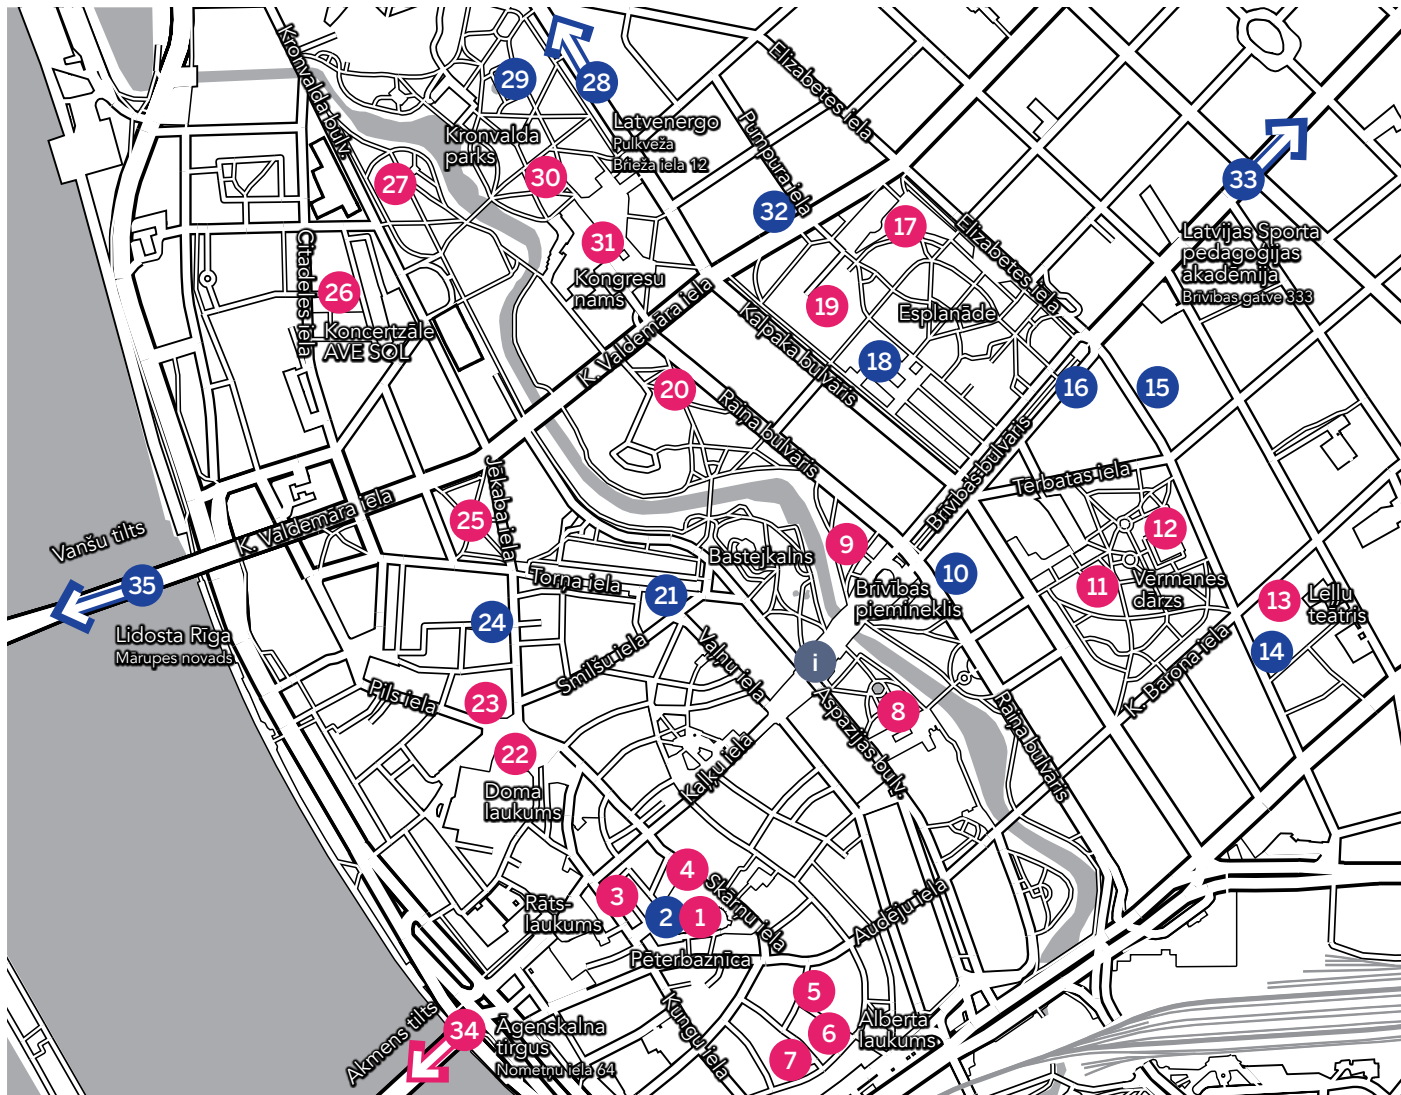 Kronvalda bulv.
29
28
Elizabetes iela
Latvenergo
Pulkveža
Brieža iela 12
Kronvalda
parks
Pumpura iela
33
27
30
32
17
Elizabetes iela
Latvijas Sporta
pedagoģijas
akadēmija
Brīvības gatve 333
31
Kongresu
nams
Citadeles iela
26
Koncertzāle
AVE SOL
K. Valdemāra iela
19
Esplanāde
Kalpaka bulvāris
18
16
15
20
Raiņa bulvāris
Brīvības bulvāris
Tērbatas iela
Jēkaba iela
25
K. Valdemāra iela
Vanšu tilts
12
9
Bastejkalns
35
Torņa iela
21
Brīvības
piemineklis
10
11
Vērmanes
dārzs
13
Leļļu
teātris
Lidosta Rīga
Mārupes novads
24
14
Smilšu iela
Vaļņu iela
i
K. Barona iela
Pils iela
23
Aspazijas bulv.
8
Raiņa bulvāris
22
Doma
laukums
Kaļķu iela
4
Skārņu iela
3
Rāts-
laukums
2
1
Audēju iela
Pēterbaznīca
5
Kungu iela
6
Alberta
laukums
7
Akmens tilts
34
Āgenskalna
tirgus
Nometņu iela 64